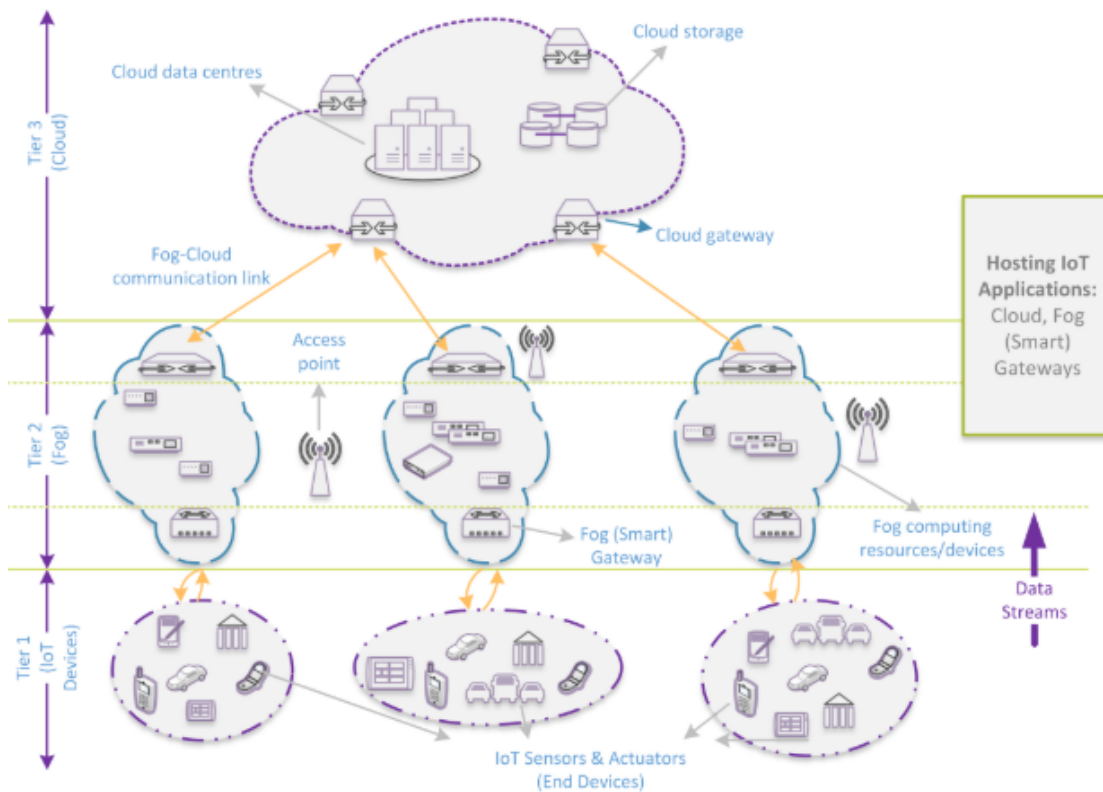 Cloud storage
Cloud data centres
Tier 3
(Cloud)
Cloud gateway
Fog-Cloud
communication link
Hosting IoT
Applications:
Cloud, Fog
(Smart)
Gateways
Access
point
Tier 2
(Fog)
Fog (Smart)
Gateway
Fog computing
resources/devices
Data
Streams
Tier 1
(IoT
Devices)
IoT Sensors & Actuators
(End Devices)